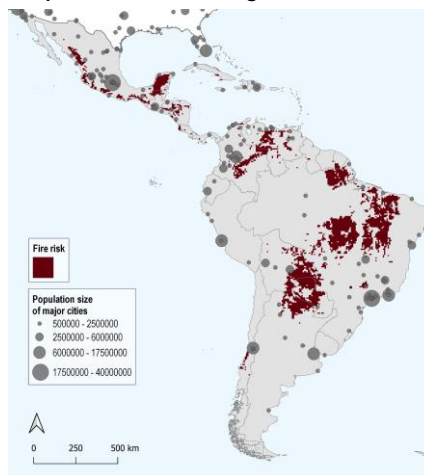 Fire risk
Population size
of major cities
500000 - 2500000
2500000 - 6000000
6000000 - 17500000
17500000 - 40000000
0 250 500 km